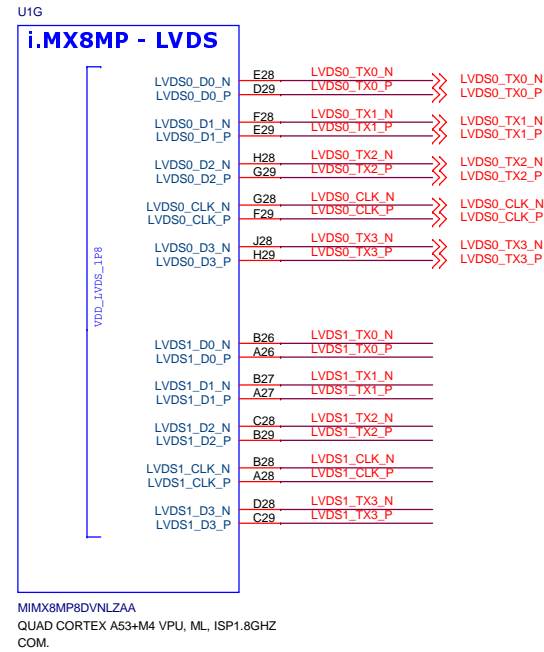 U1G
i.MX8MP - LVDS
LVDS0_D0_N E28 LVDS0_TX0_N LVDS0_TX0_N
LVDS0_D0_P D29 LVDS0_TX0_P LVDS0_TX0_P
LVDS0_D1_N F28 LVDS0_TX1_N LVDS0_TX1_N
LVDS0_D1_P E29 LVDS0_TX1_P LVDS0_TX1_P
LVDS0_D2_N H28 LVDS0_TX2_N LVDS0_TX2_N
LVDS0_D2_P G29 LVDS0_TX2_P LVDS0_TX2_P
LVDS0_CLK_N G28 LVDS0_CLK_N LVDS0_CLK_N
LVDS0_CLK_P F29 LVDS0_CLK_P LVDS0_CLK_P
LVDS0_D3_N J28 LVDS0_TX3_N LVDS0_TX3_N
LVDS0_D3_P H29 LVDS0_TX3_P LVDS0_TX3_P
VDD_LVDS_1P8
LVDS1_D0_N B26 LVDS1_TX0_N
LVDS1_D0_P A26 LVDS1_TX0_P
LVDS1_D1_N B27 LVDS1_TX1_N
LVDS1_D1_P A27 LVDS1_TX1_P
LVDS1_D2_N C28 LVDS1_TX2_N
LVDS1_D2_P B29 LVDS1_TX2_P
LVDS1_CLK_N B28 LVDS1_CLK_N
LVDS1_CLK_P A28 LVDS1_CLK_P
LVDS1_D3_N D28 LVDS1_TX3_N
LVDS1_D3_P C29 LVDS1_TX3_P
MIMX8MP8DVNLZAA
QUAD CORTEX A53+M4 VPU, ML, ISP1.8GHZ
COM.